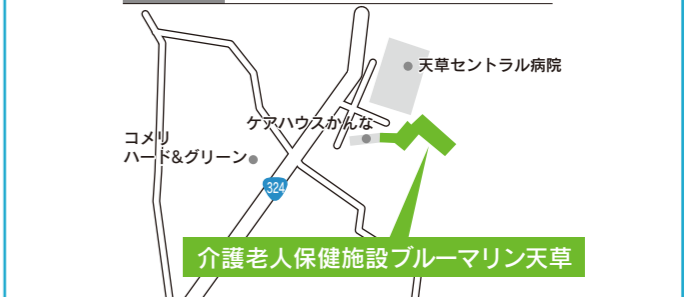 天草セントラル病院
ケアハウスかんな
コメリ
ハード&グリーン
324
介護老人保健施設ブルーマリン天草